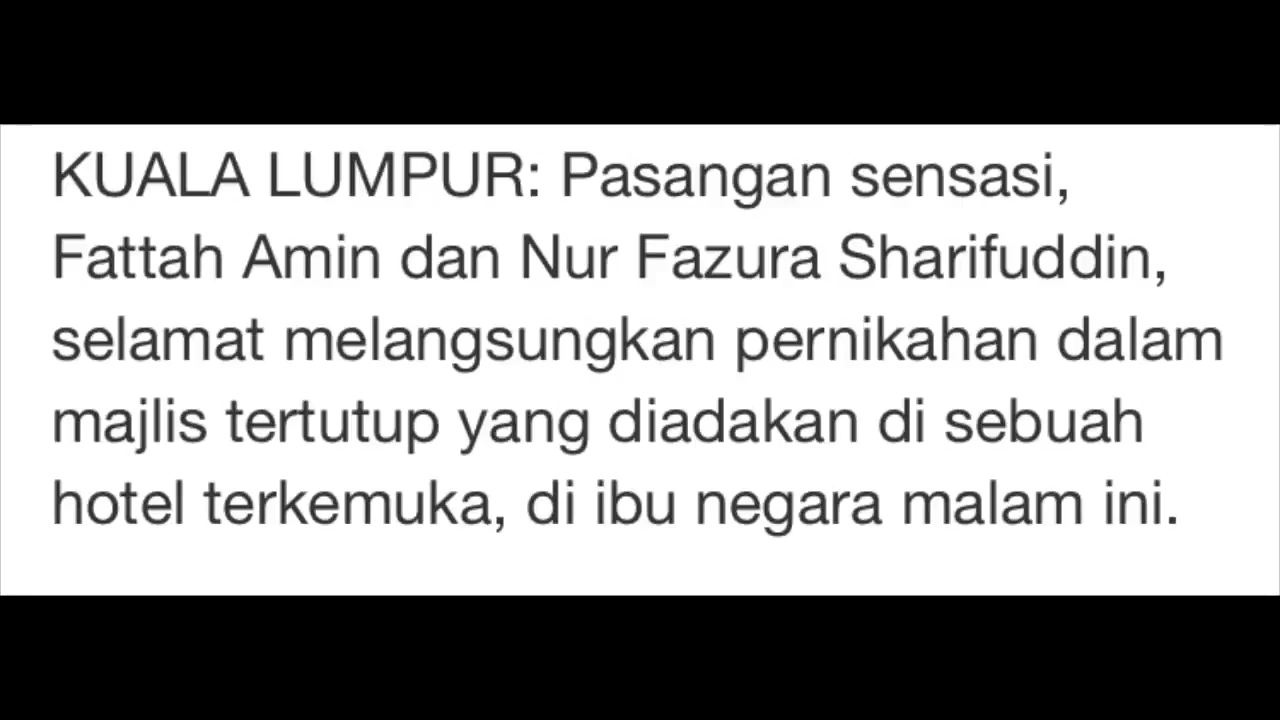 KUALA LUMPUR: Pasangan sensasi,
Fattah Amin dan Nur Fazura Sharifuddin,
selamat melangsungkan pernikahan dalam
majlis tertutup yang diadakan di sebuah
hotel terkemuka, di ibu negara malam ini.